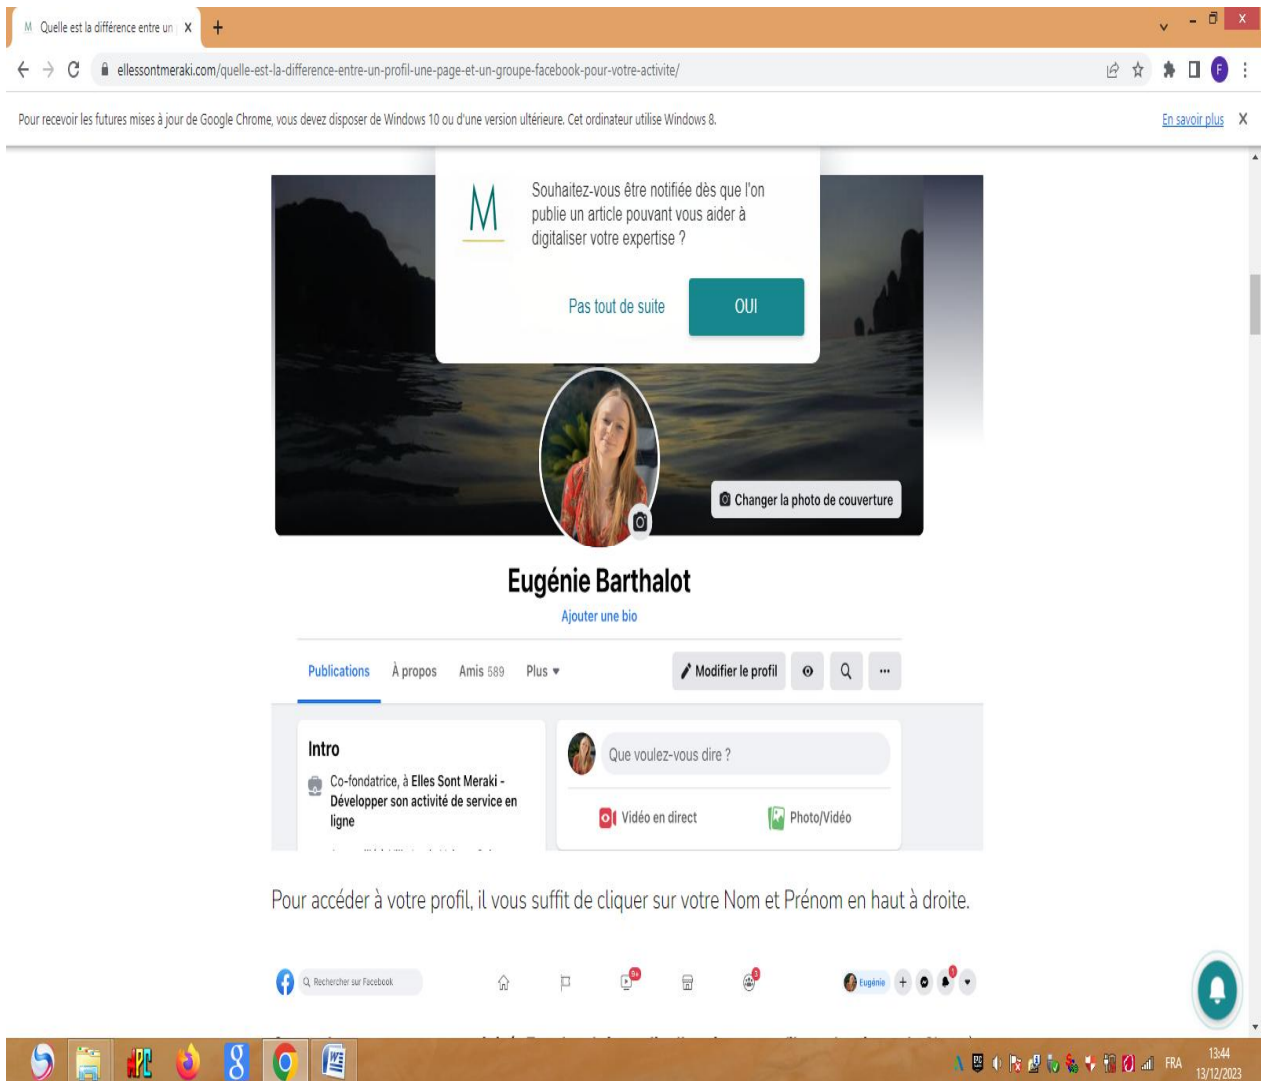 M Quelle est la différence entre un
ellessontmeraki.com/quelle-est-la-difference-entre-un-profil-une-page-et-un-groupe-facebook-pour-votre-activite/
F
Pour recevoir les futures mises à jour de Google Chrome, vous devez disposer de Windows 10 ou d'une version ultérieure. Cet ordinateur utilise Windows 8.
En savoir plus
M
Souhaitez-vous être notifiée dès que l'on
publie un article pouvant vous aider à
digitaliser votre expertise ?
Pas tout de suite
OUI
Changer la photo de couverture
Eugénie Barthalot
Ajouter une bio
Publications À propos Amis 589 Plus
Modifier le profil
Intro
Co-fondatrice, à Elles Sont Meraki -
Développer son activité de service en
ligne
Que voulez-vous dire ?
Vidéo en direct
Photo/Vidéo
Pour accéder à votre profil, il vous suffit de cliquer sur votre Nom et Prénom en haut à droite.
Rechercher sur Facebook
9+
3
Eugénie
1
FRA
13:44
13/12/2023